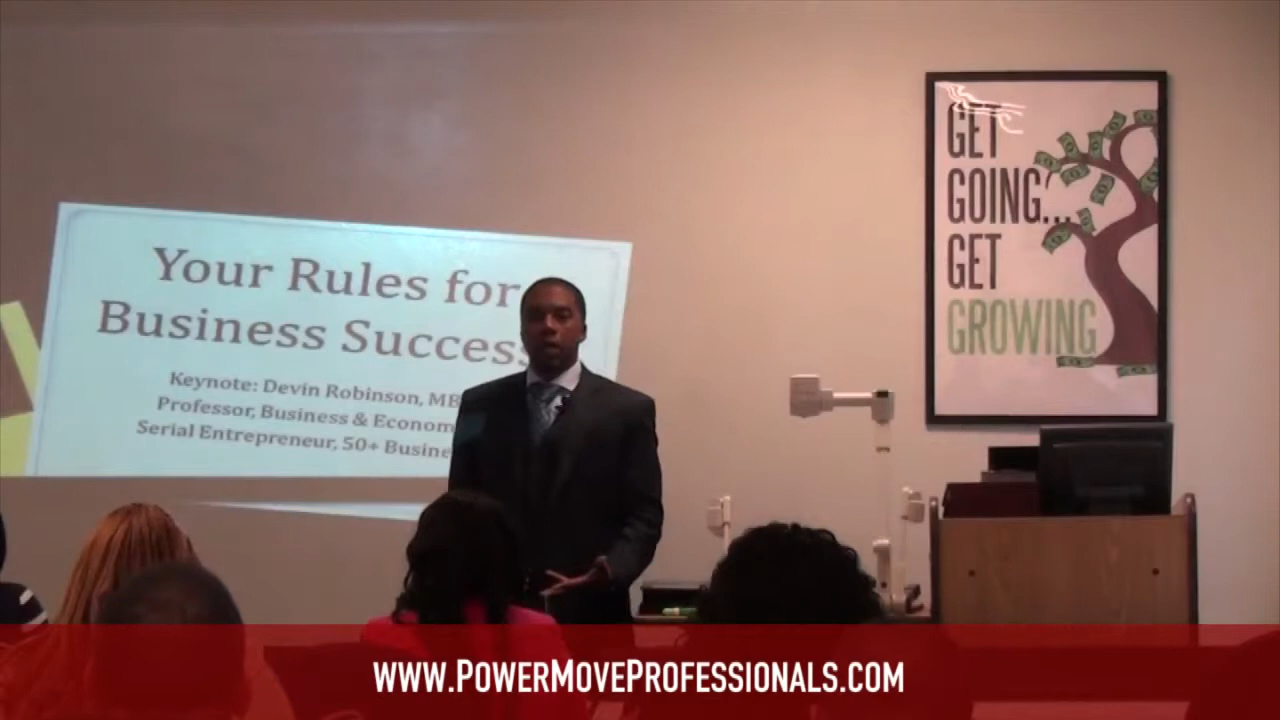 Your Rules for
Business Success
Keynote: Devin Robinson, MB
Professor, Business & Econom
Serial Entrepreneur, 50+ Busine
GET
GOING...
GET
GROWING
WWW.POWERMOVEPROFESSIONALS.COM